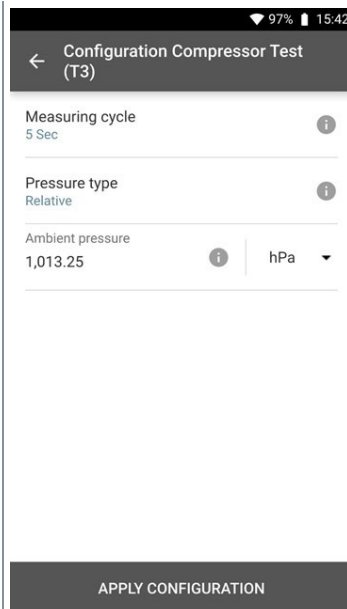 97% 15:42
Configuration Compressor Test
(T3)
Measuring cycle
5 Sec
Pressure type
Relative
Ambient pressure
1,013.25
hPa
APPLY CONFIGURATION